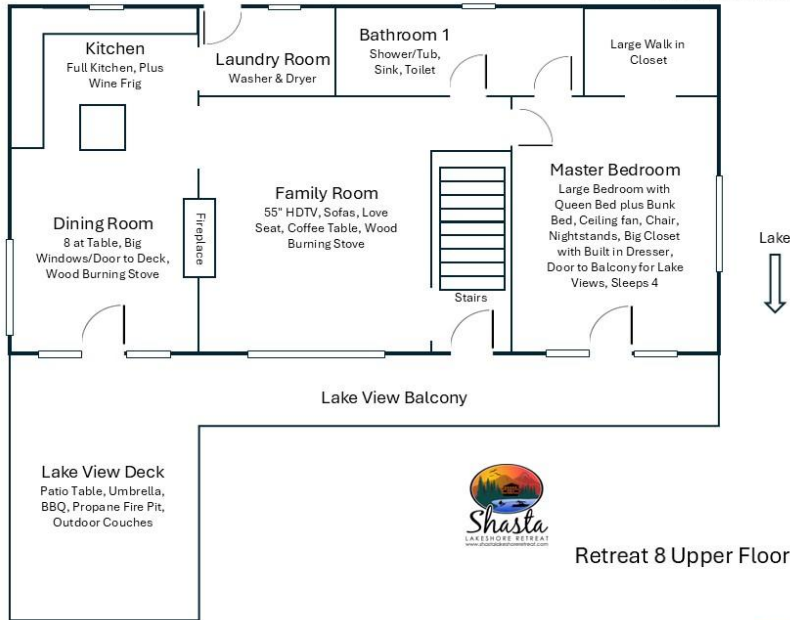 Kitchen
Full Kitchen, Plus
Wine Frig
Laundry Room
Washer & Dryer
Bathroom 1
Shower/Tub,
Sink, Toilet
Large Walk in
Closet
Dining Room
8 at Table, Big
Windows/Door to Deck,
Wood Burning Stove
Fireplace
Family Room
55" HDTV, Sofas, Love
Seat, Coffee Table, Wood
Burning Stove
Stairs
Master Bedroom
Large Bedroom with
Queen Bed plus Bunk
Bed, Ceiling fan, Chair,
Nightstands, Big Closet
with Built in Dresser,
Door to Balcony for Lake
Views, Sleeps 4
Lake
Lake View Balcony
Lake View Deck
Patio Table, Umbrella,
BBQ, Propane Fire Pit,
Outdoor Couches
Shasta
LAKESHORE RETREAT
www.shastalakeshoreretreat.com
Retreat 8 Upper Floor